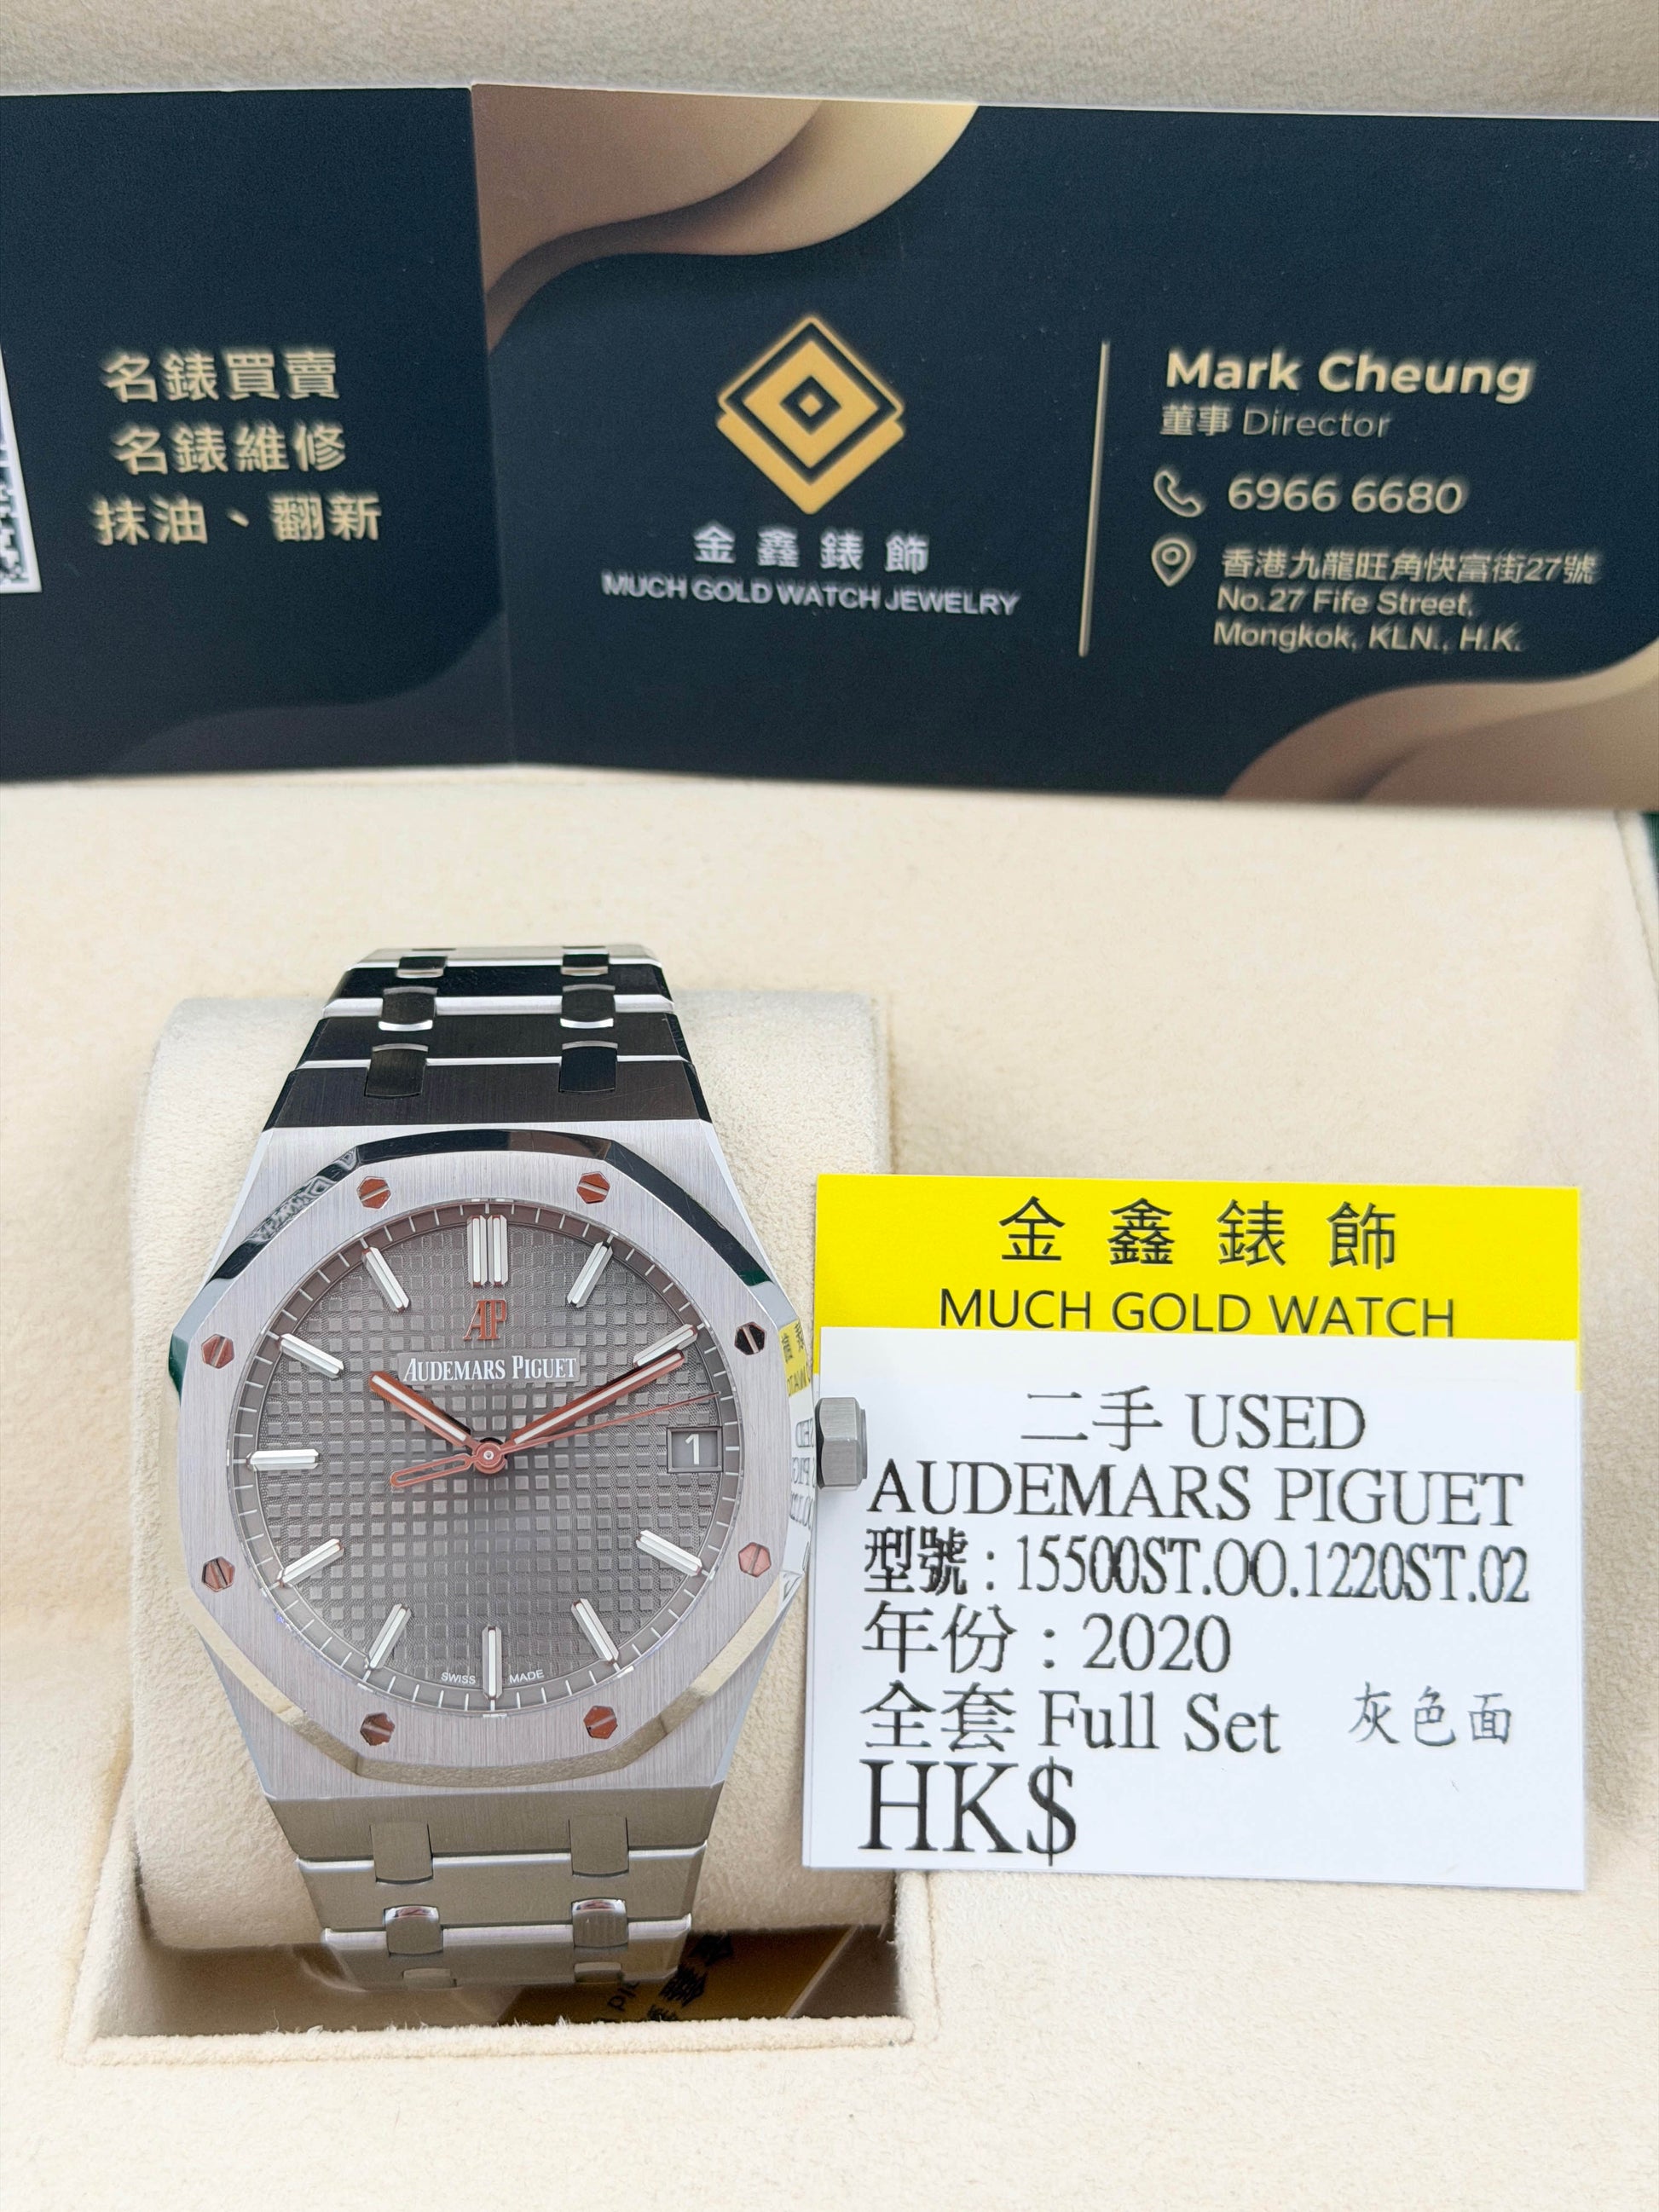 名錶買賣
名錶維修
抹油、翻新
金鑫錶飾
MUCH GOLD WATCH JEWELRY
Mark Cheung
董事 Director
6966 6680
香港九龍旺角快富街27號
No.27 Fife Street,
Mongkok, KLN., H.K.
AP
AUDEMARS PIGUET
1
SWISS MADE
金鑫錶飾
MUCH GOLD WATCH
二手 USED
AUDEMARS PIGUET
型號：15500ST.OO.1220ST.02
年份：2020
全套 Full Set 灰色面
HK$